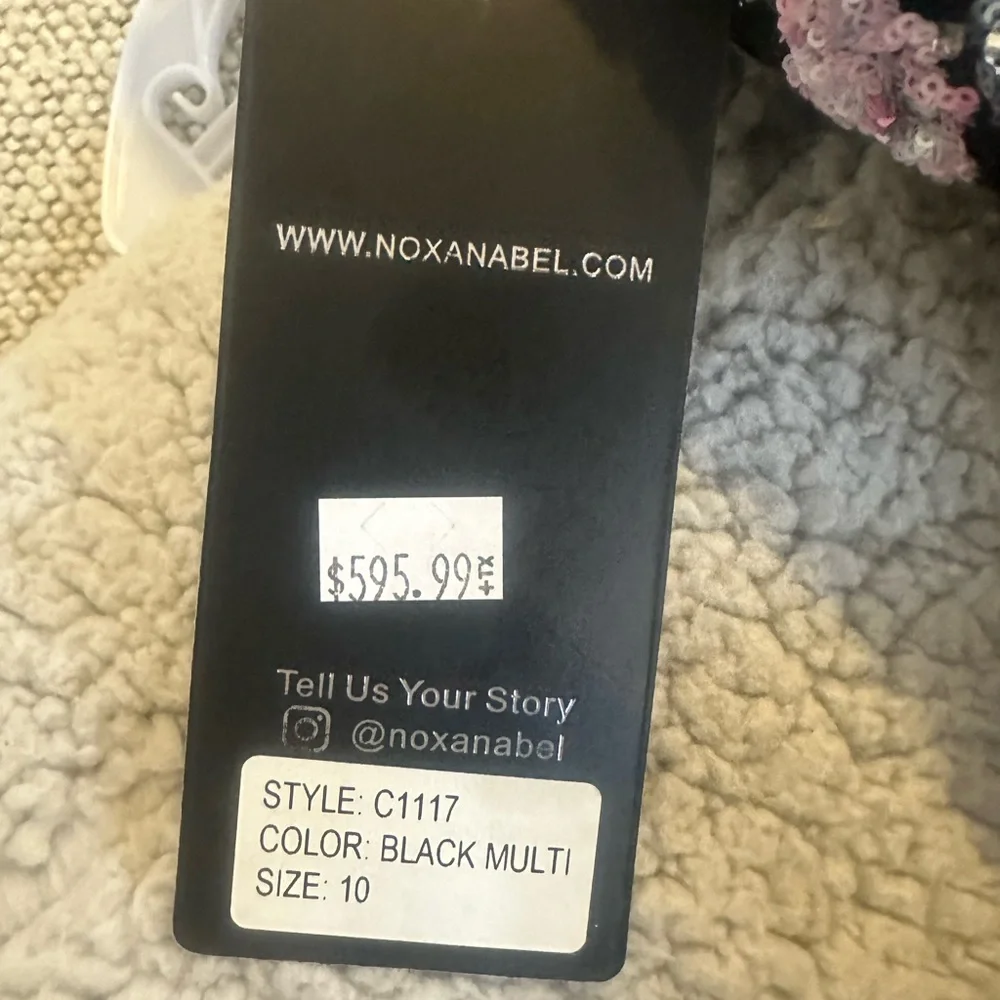 WWW.NOXANABEL.COM
$595.99
Tell Us Your Story
@noxanabel
STYLE: C1117
COLOR: BLACK MULTI
SIZE: 10